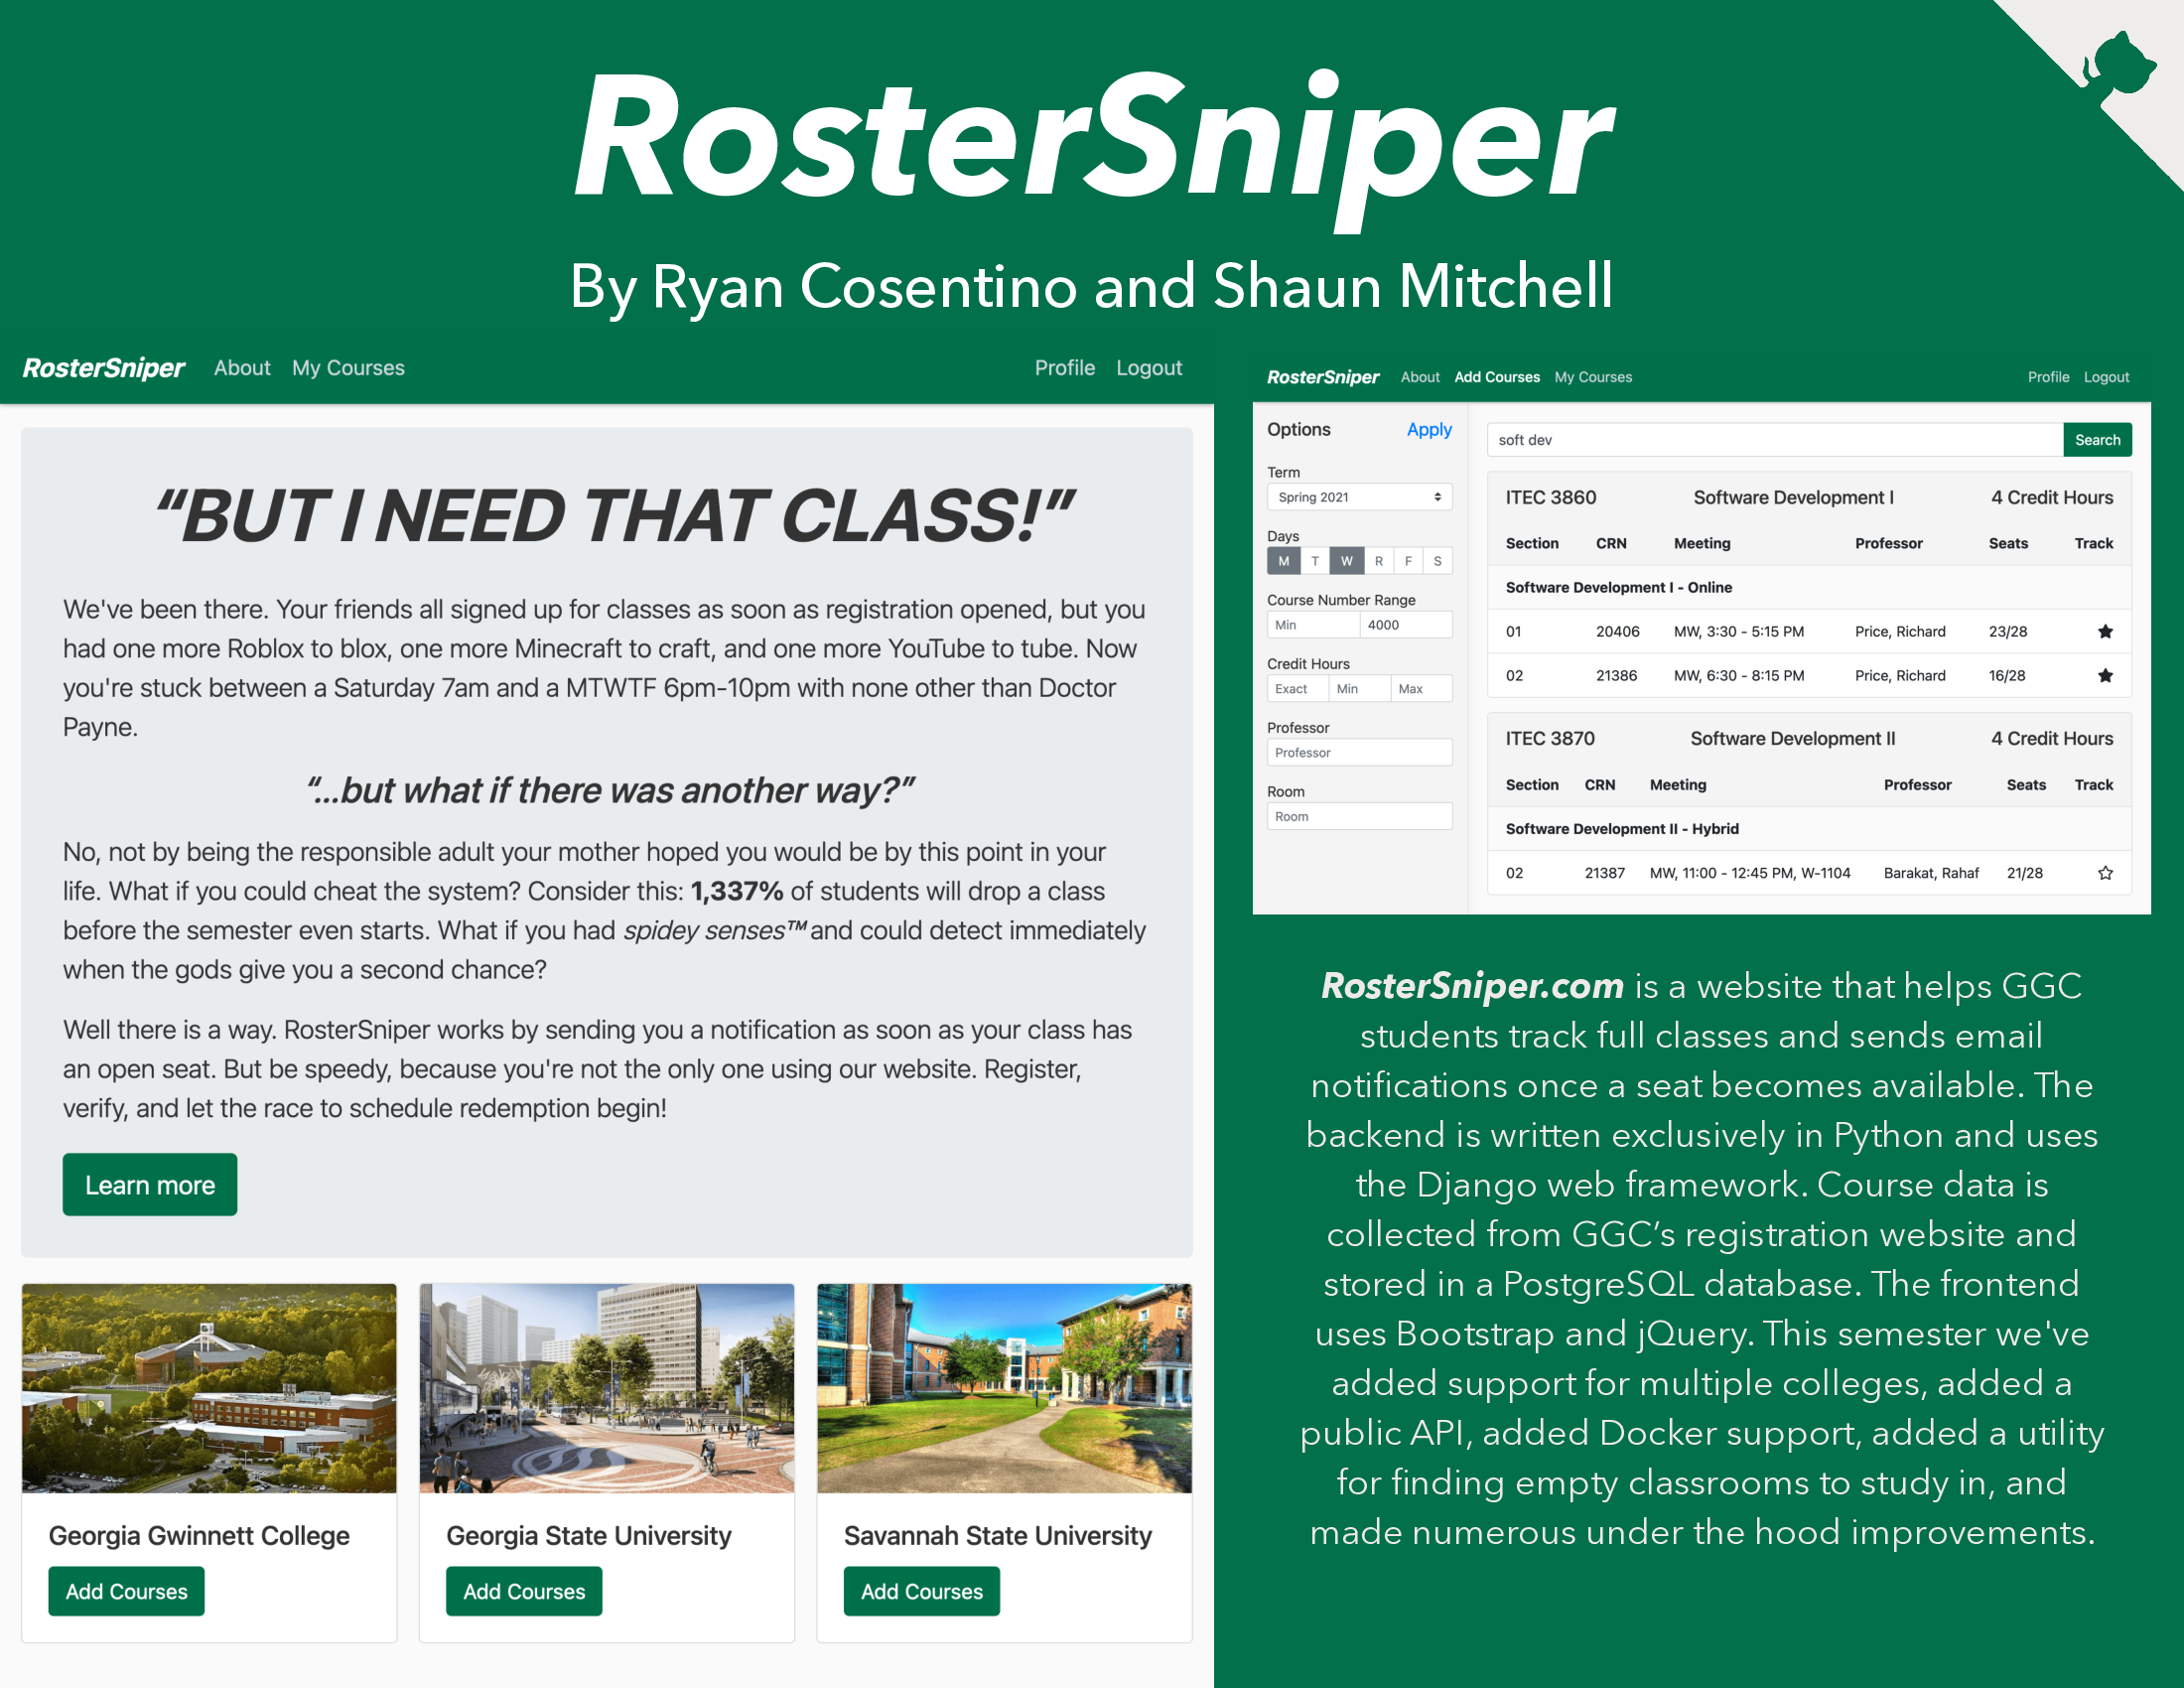 RosterSniper
By Ryan Cosentino and Shaun Mitchell
RosterSniper About My Courses Profile Logout
“BUT I NEED THAT CLASS!”
We've been there. Your friends all signed up for classes as soon as registration opened, but you
had one more Roblox to blox, one more Minecraft to craft, and one more YouTube to tube. Now
you're stuck between a Saturday 7am and a MTWTF 6pm-10pm with none other than Doctor
Payne.
“...but what if there was another way?”
No, not by being the responsible adult your mother hoped you would be by this point in your
life. What if you could cheat the system? Consider this: 1,337% of students will drop a class
before the semester even starts. What if you had spidey senses™ and could detect immediately
when the gods give you a second chance?
Well there is a way. RosterSniper works by sending you a notification as soon as your class has
an open seat. But be speedy, because you're not the only one using our website. Register,
verify, and let the race to schedule redemption begin!
Learn more
Georgia Gwinnett College
Add Courses
Georgia State University
Add Courses
Savannah State University
Add Courses
RosterSniper About Add Courses My Courses Profile Logout
Options Apply
Term
Spring 2021
Days
M T W R F S
Course Number Range
Min 4000
Credit Hours
Exact Min Max
Professor
Professor
Room
Room
soft dev Search
ITEC 3860 Software Development I 4 Credit Hours
Section CRN Meeting Professor Seats Track
Software Development I - Online
01 20406 MW, 3:30 - 5:15 PM Price, Richard 23/28
02 21386 MW, 6:30 - 8:15 PM Price, Richard 16/28
ITEC 3870 Software Development II 4 Credit Hours
Section CRN Meeting Professor Seats Track
Software Development II - Hybrid
02 21387 MW, 11:00 - 12:45 PM, W-1104 Barakat, Rahaf 21/28
RosterSniper.com is a website that helps GGC
students track full classes and sends email
notifications once a seat becomes available. The
backend is written exclusively in Python and uses
the Django web framework. Course data is
collected from GGC’s registration website and
stored in a PostgreSQL database. The frontend
uses Bootstrap and jQuery. This semester we've
added support for multiple colleges, added a
public API, added Docker support, added a utility
for finding empty classrooms to study in, and
made numerous under the hood improvements.